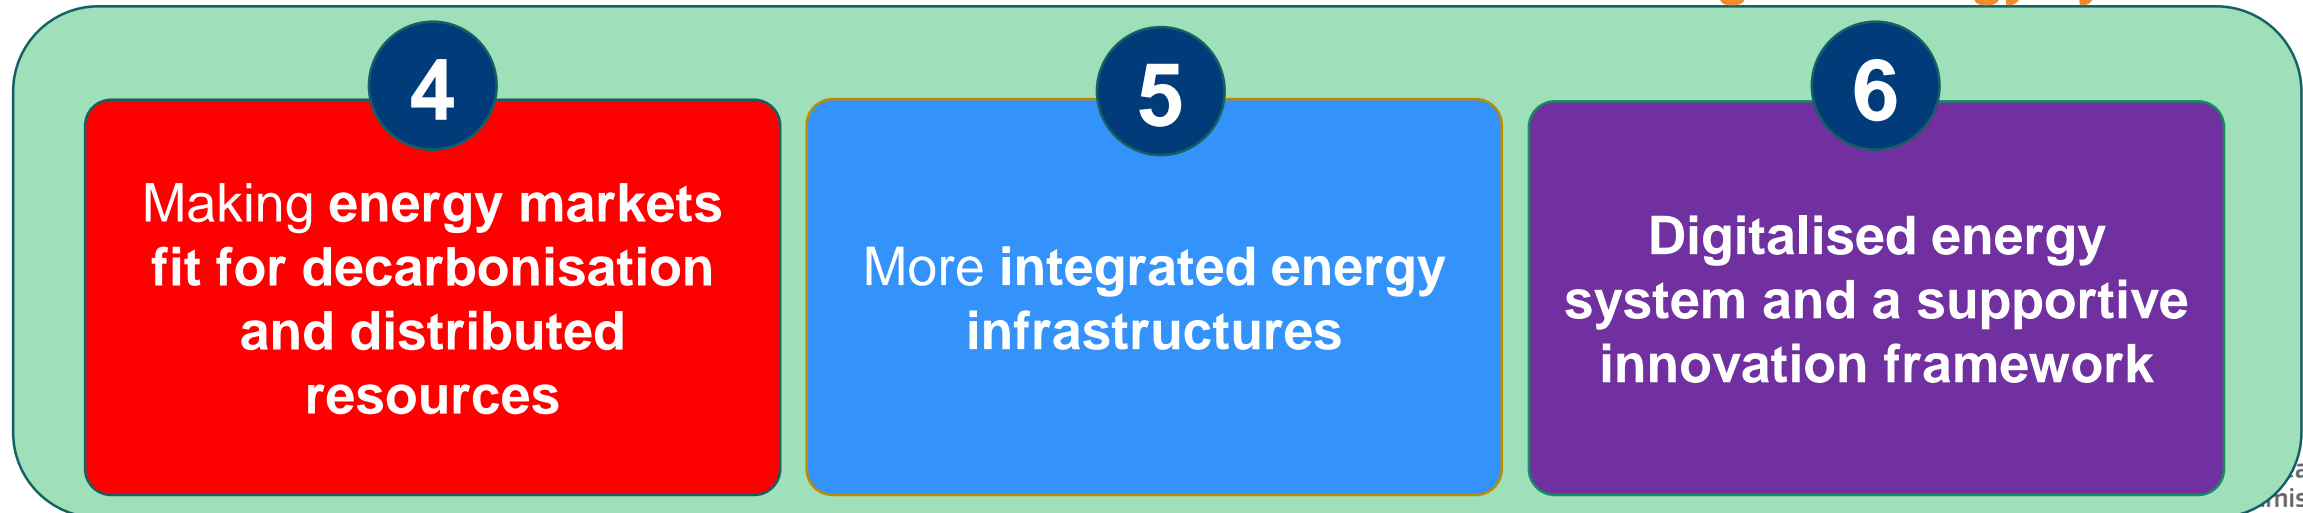 4
Making energy markets
fit for decarbonisation
and distributed
resources
5
More integrated energy
infrastructures
6
Digitalised energy
system and a supportive
innovation framework